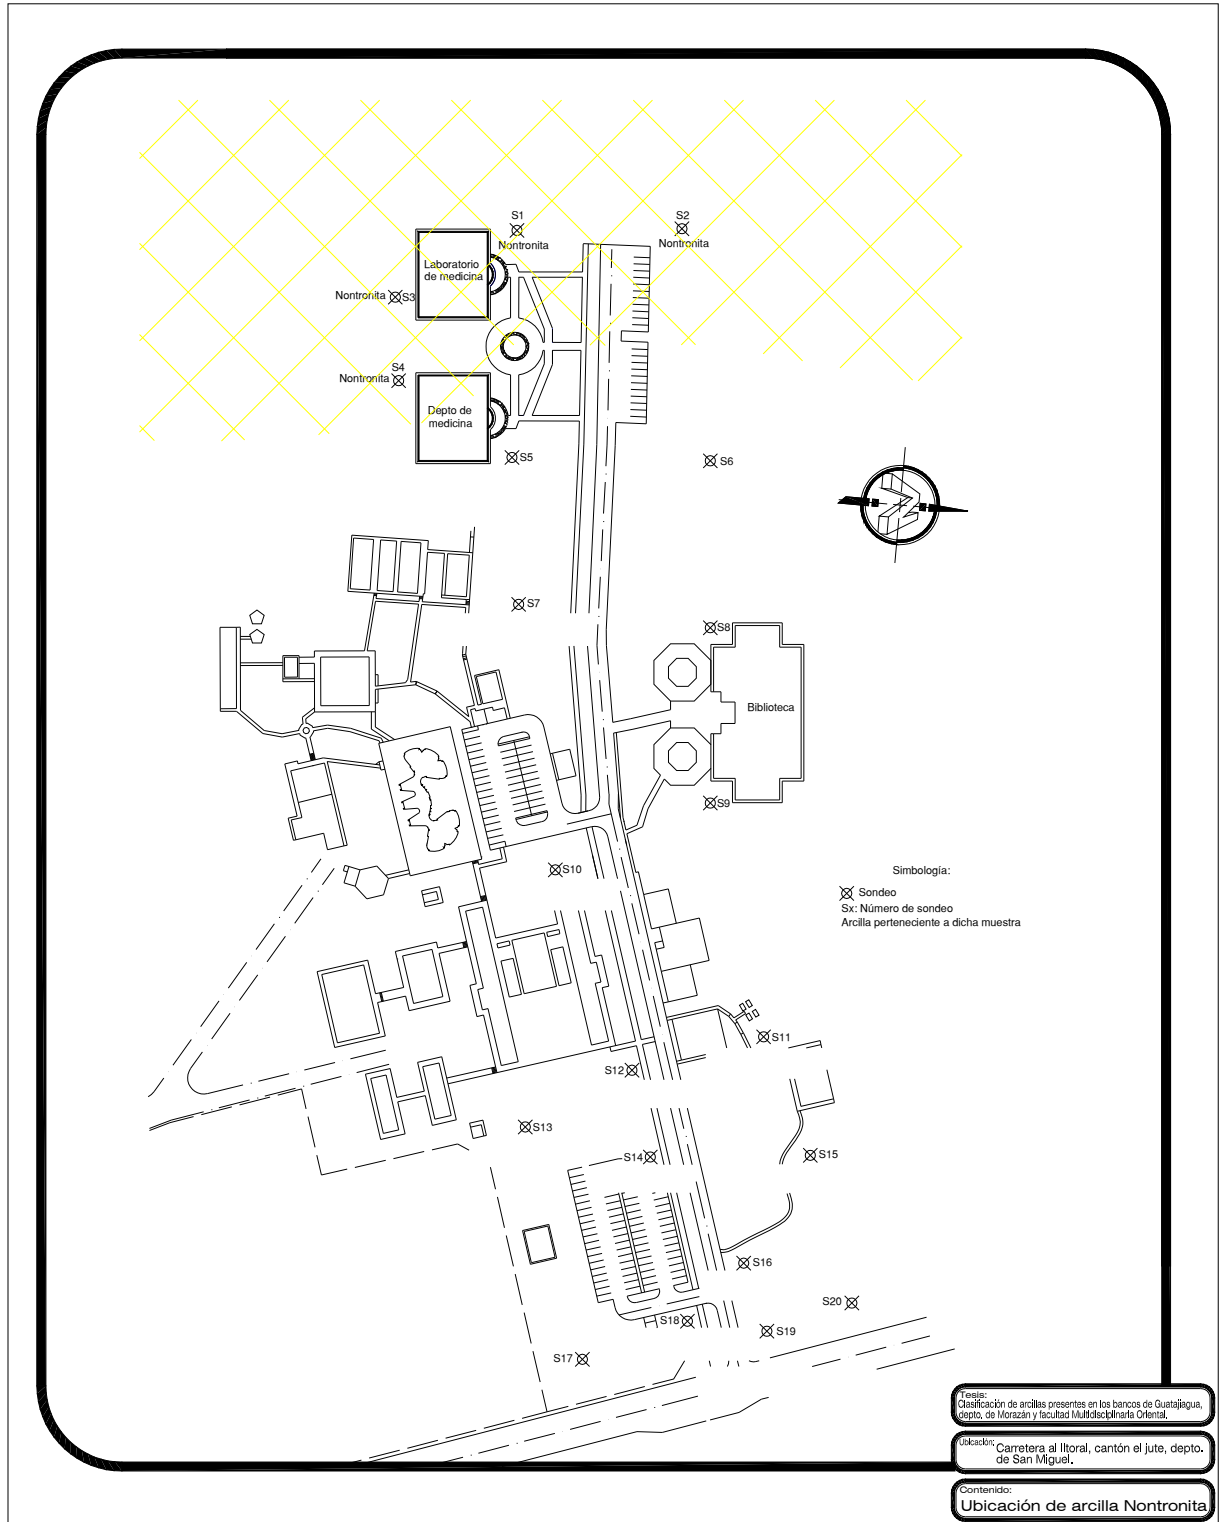 S1
S2
Nontronita
Nontronita
Laboratorio
de medicina
Nontronita
S3
S4
Nontronita
Depto de
medicina
S5
S6
N
S7
S8
Biblioteca
S9
S10
Simbología:
Sondeo
Sx: Número de sondeo
Arcilla perteneciente a dicha muestra
S11
S12
S13
S14
S15
S16
S20
S18
S19
S17
Tesis:
Clasificación de arcillas presentes en los bancos de Guatajiagua,
depto. de Morazán y facultad Multidisciplinaria Oriental.
Ubicación:
Carretera al litoral, cantón el jute, depto.
de San Miguel.
Contenido:
Ubicación de arcilla Nontronita